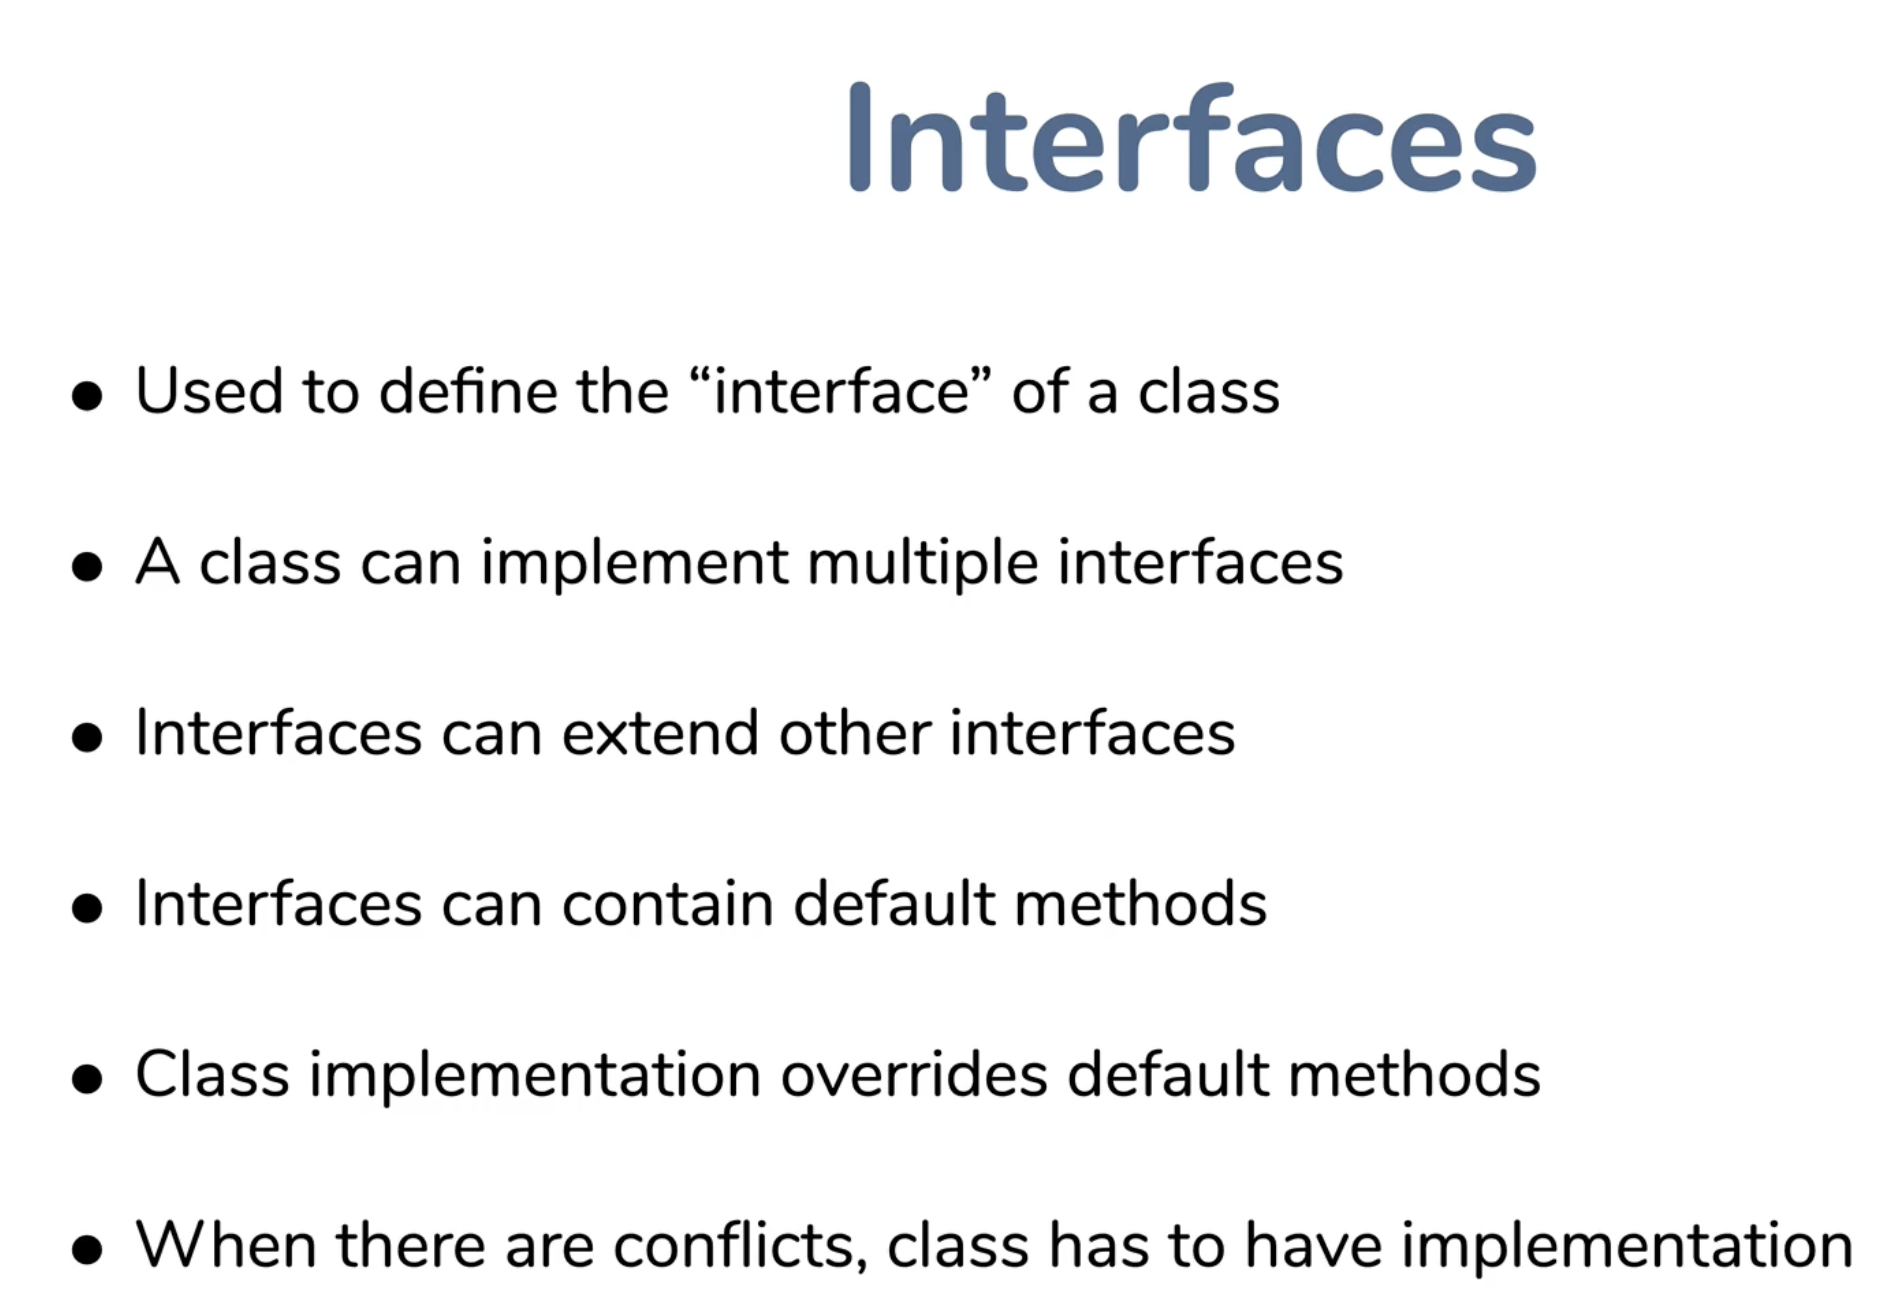 Interfaces
● Used to define the “interface” of a class
● A class can implement multiple interfaces
● Interfaces can extend other interfaces
● Interfaces can contain default methods
● Class implementation overrides default methods
● When there are conflicts, class has to have implementation